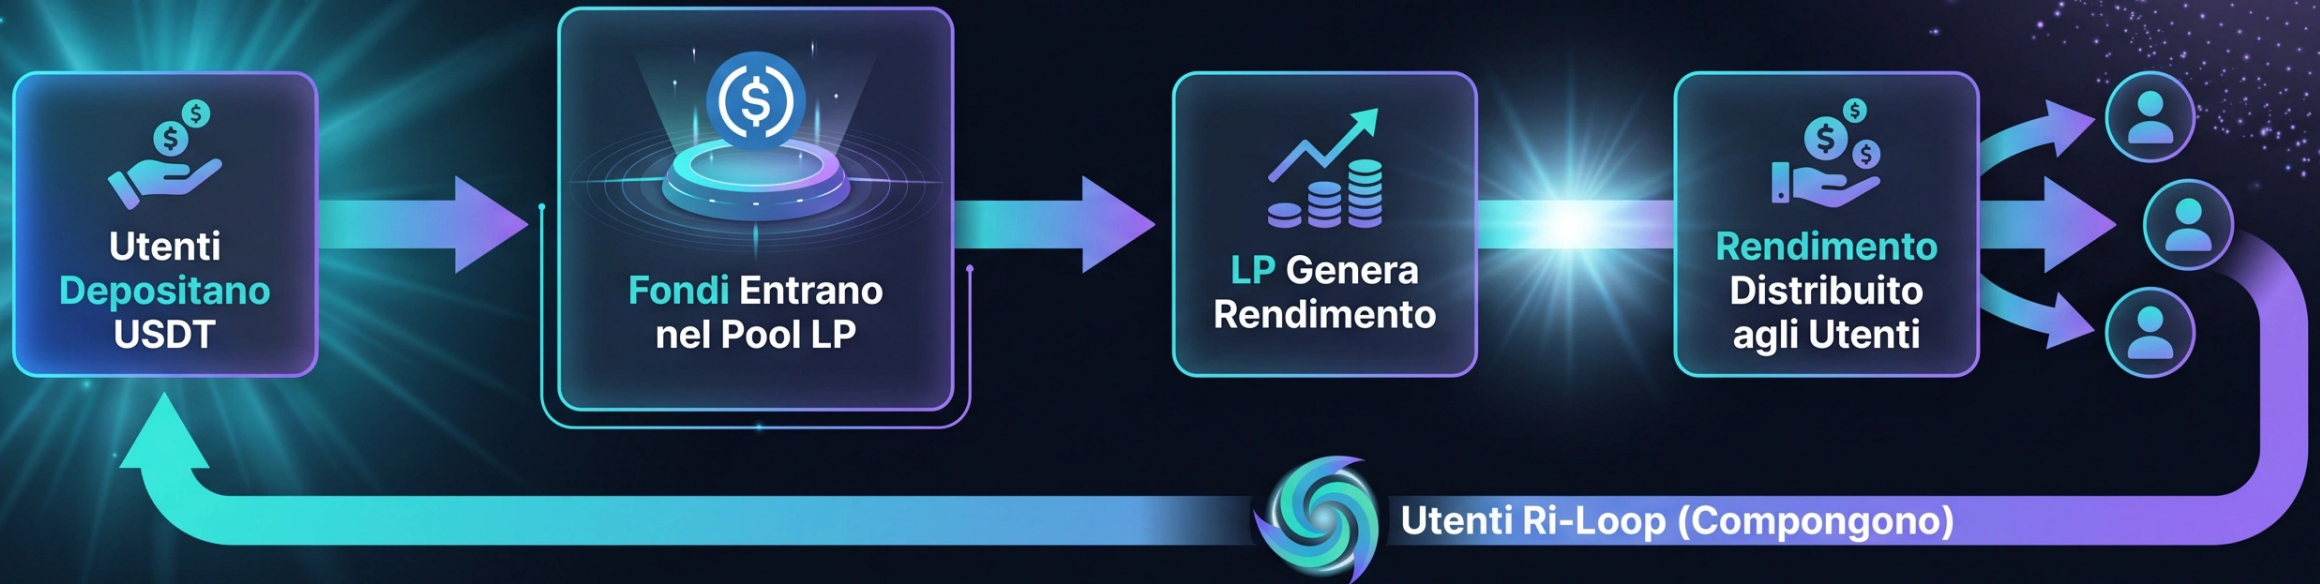 Utenti
Depositano
USDT
Fondi Entrano
nel Pool LP
LP Genera
Rendimento
Rendimento
Distribuito
agli Utenti
Utenti Ri-Loop (Compongono)